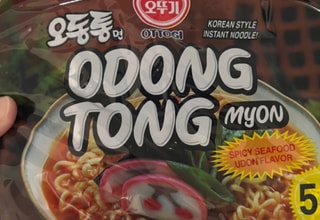 오뚜기
OTTOGI
KOREAN STYLE
INSTANT NOODLE!
오동통면
ODONG
TONG
MYON
SPICY SEAFOOD
UDON FLAVOR
5